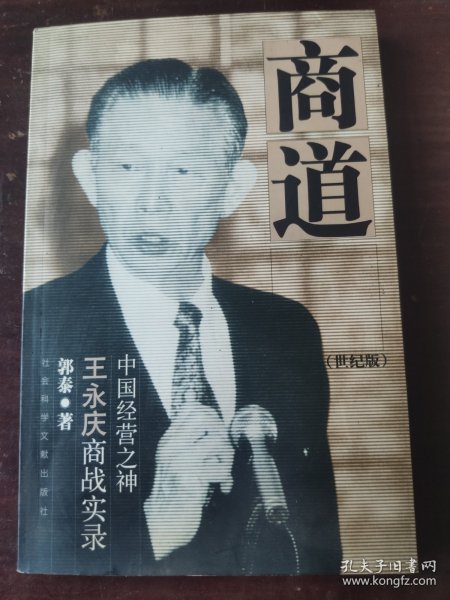 商道
（世纪版）
中国经营之神
王永庆商战实录
郭泰●著
社会科学文献出版社
孔夫子旧书网
www.kongfz.com